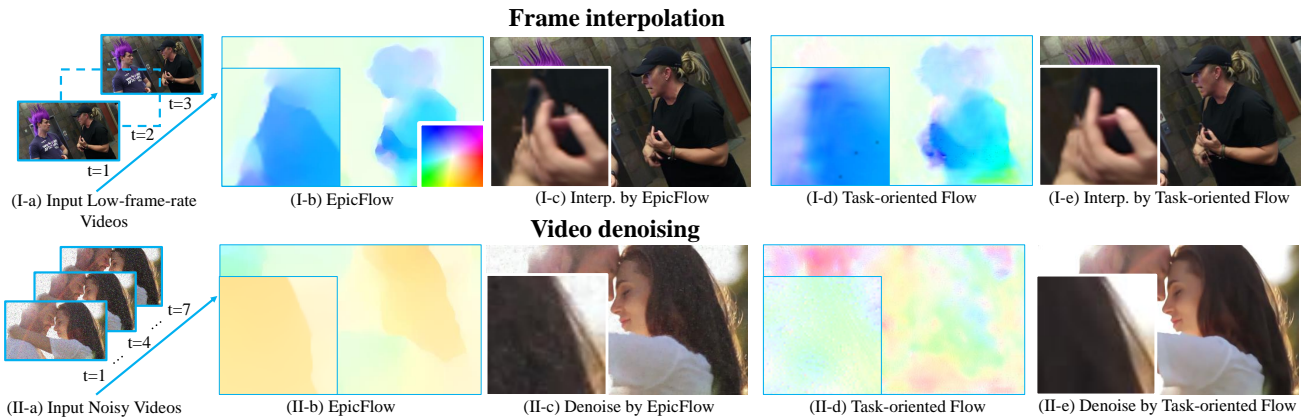 Frame interpolation
t=3
t=2
t=1
(I-a) Input Low-frame-rate
Videos
(I-b) EpicFlow
(I-c) Interp. by EpicFlow
(I-d) Task-oriented Flow
(I-e) Interp. by Task-oriented Flow
Video denoising
t=7
...
t=4
...
t=1
(II-a) Input Noisy Videos
(II-b) EpicFlow
(II-c) Denoise by EpicFlow
(II-d) Task-oriented Flow
(II-e) Denoise by Task-oriented Flow